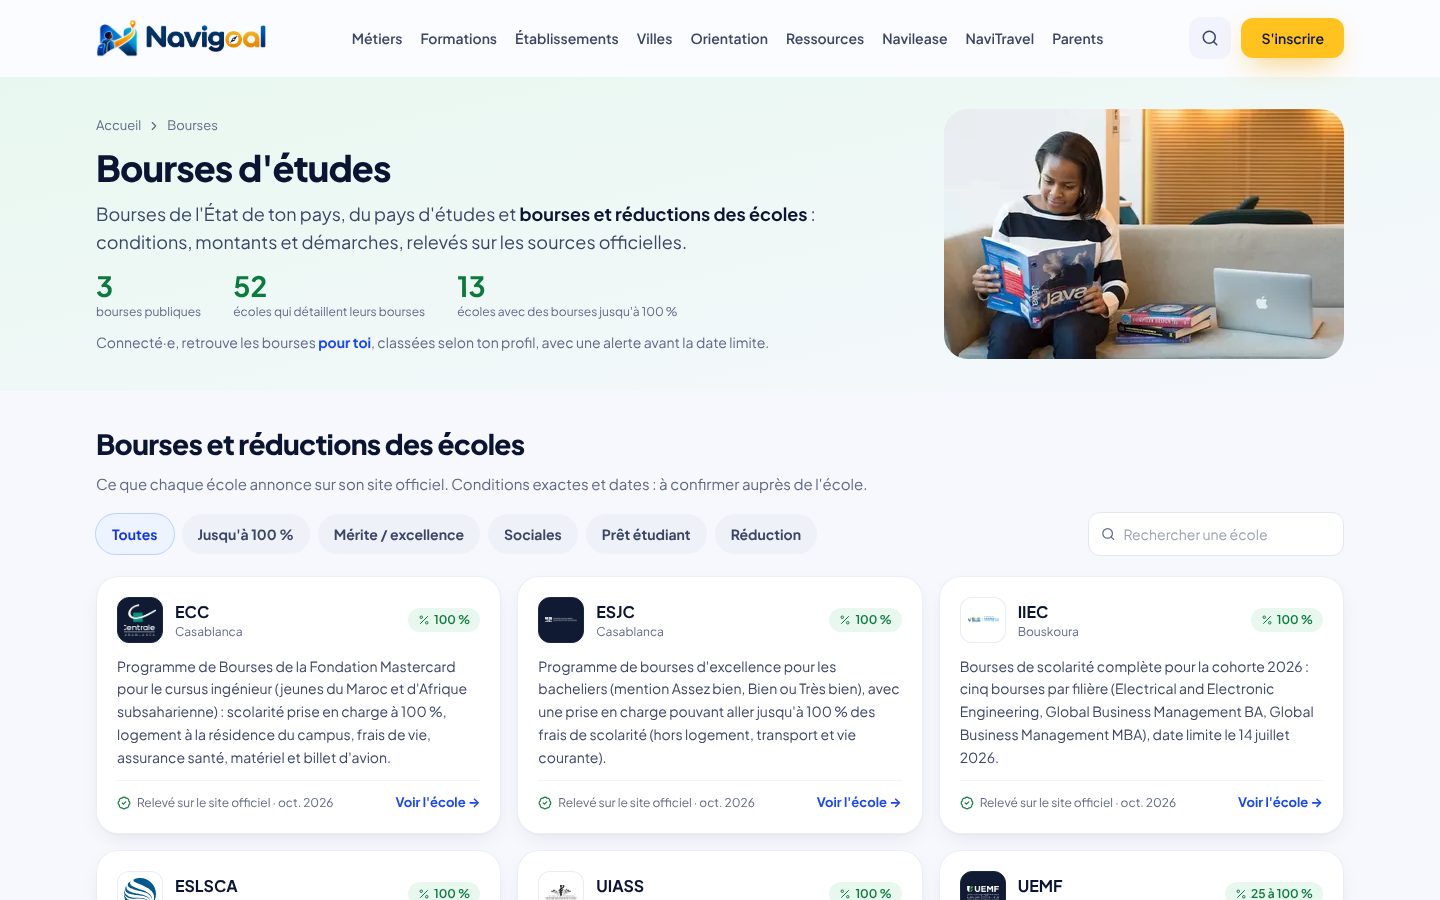 Navigoal
Métiers
Formations
Établissements
Villes
Orientation
Ressources
Navilease
NaviTravel
Parents
S'inscrire
Accueil > Bourses
Bourses d'études
Bourses de l'État de ton pays, du pays d'études et bourses et réductions des écoles :
conditions, montants et démarches, relevés sur les sources officielles.
3
bourses publiques
52
écoles qui détaillent leurs bourses
13
écoles avec des bourses jusqu'à 100 %
Connecté·e, retrouve les bourses pour toi, classées selon ton profil, avec une alerte avant la date limite.
Java
Bourses et réductions des écoles
Ce que chaque école annonce sur son site officiel. Conditions exactes et dates : à confirmer auprès de l'école.
Toutes
Jusqu'à 100 %
Mérite / excellence
Sociales
Prêt étudiant
Réduction
Rechercher une école
ECC
Casablanca
% 100 %
Programme de Bourses de la Fondation Mastercard
pour le cursus ingénieur (jeunes du Maroc et d'Afrique
subsaharienne) : scolarité prise en charge à 100 %,
logement à la résidence du campus, frais de vie,
assurance santé, matériel et billet d'avion.
Relevé sur le site officiel · oct. 2026
Voir l'école →
ESJC
Casablanca
% 100 %
Programme de bourses d'excellence pour les
bacheliers (mention Assez bien, Bien ou Très bien), avec
une prise en charge pouvant aller jusqu'à 100 % des
frais de scolarité (hors logement, transport et vie
courante).
Relevé sur le site officiel · oct. 2026
Voir l'école →
IIEC
Bouskoura
% 100 %
Bourses de scolarité complète pour la cohorte 2026 :
cinq bourses par filière (Electrical and Electronic
Engineering, Global Business Management BA, Global
Business Management MBA), date limite le 14 juillet
2026.
Relevé sur le site officiel · oct. 2026
Voir l'école →
ESLSCA
% 100 %
UIASS
% 100 %
UEMF
UEMF
% 25 à 100 %